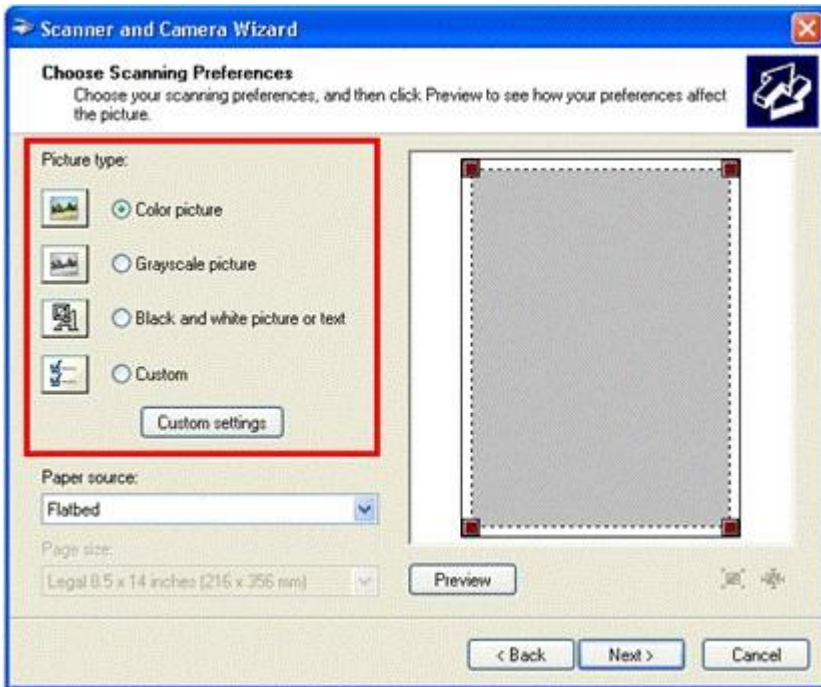 Scanner and Camera Wizard
Choose Scanning Preferences
Choose your scanning preferences, and then click Preview to see how your preferences affect
the picture.
Picture type:
Color picture
Grayscale picture
Black and white picture or text
Custom
Custom settings
Paper source:
Flatbed
Page size:
Legal 8.5 x 14 inches (216 x 356 mm)
Preview
< Back
Next >
Cancel